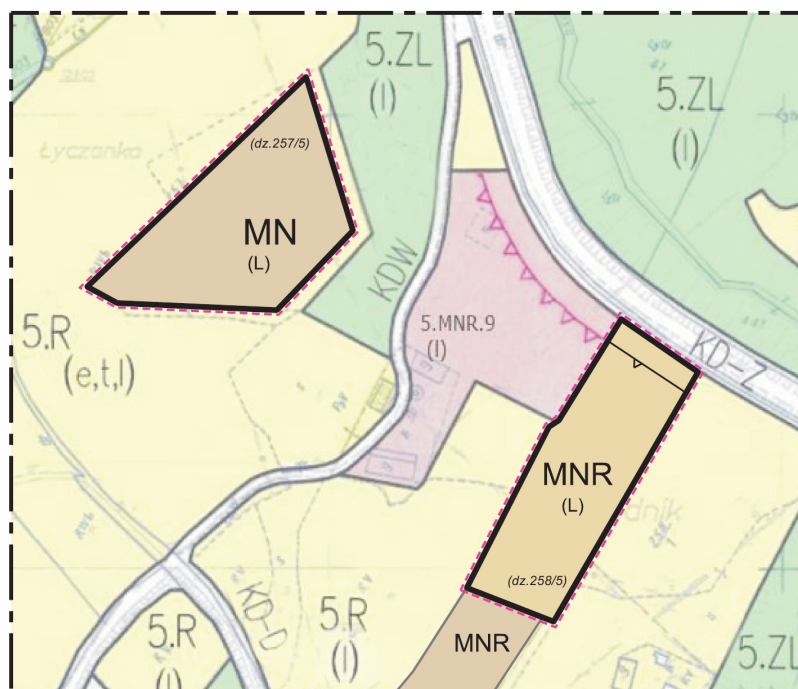 5.ZL
(l)
5.ZL
(l)
(dz.257/5)
Łyczanka
MN
(L)
KDW
5.R
(e,t,l)
5.MNR.9
(l)
KD-Z
MNR
(L)
dnik
(dz.258/5)
KD-D
5.R
(l)
5.R
(l)
MNR
5.ZL
(l)